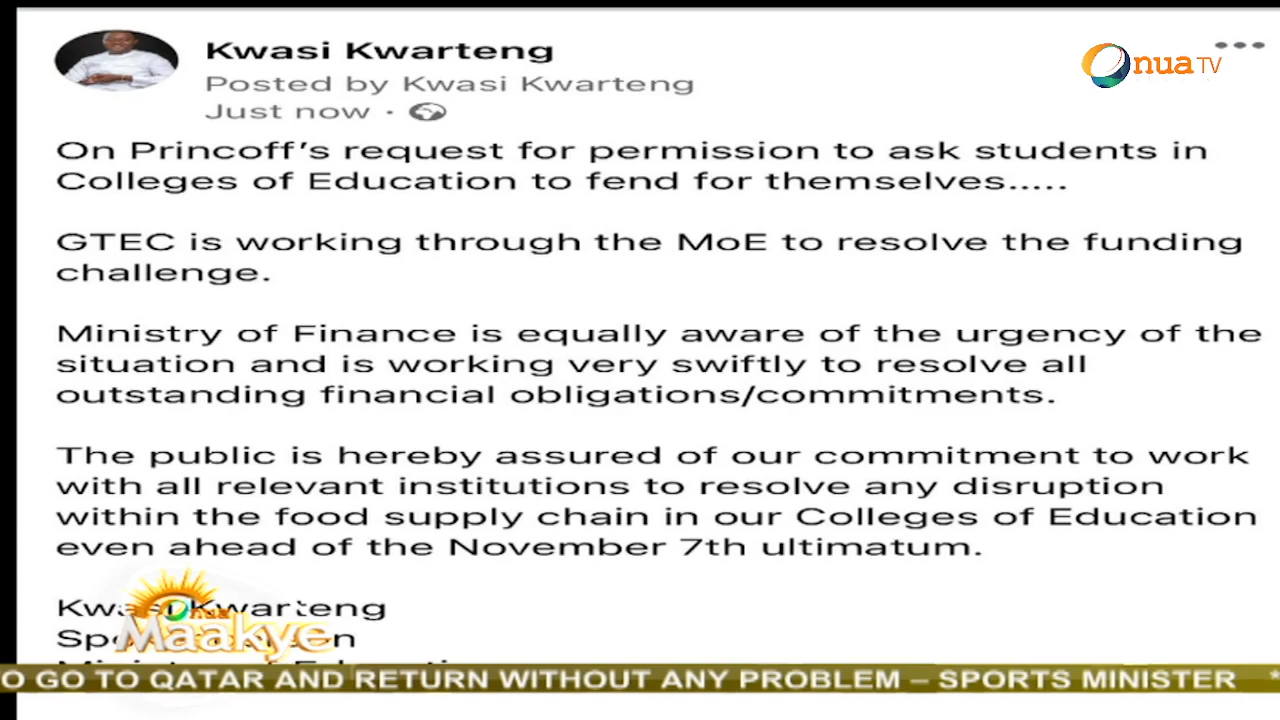 Kwasi Kwarteng
Posted by Kwasi Kwarteng
Just now ·
Onua TV
On Princoff's request for permission to ask students in
Colleges of Education to fend for themselves.....
GTEC is working through the MoE to resolve the funding
challenge.
Ministry of Finance is equally aware of the urgency of the
situation and is working very swiftly to resolve all
outstanding financial obligations/commitments.
The public is hereby assured of our commitment to work
with all relevant institutions to resolve any disruption
within the food supply chain in our Colleges of Education
even ahead of the November 7th ultimatum.
Kwasi Kwarteng
Onua
Maakye
TO GO TO QATAR AND RETURN WITHOUT ANY PROBLEM – SPORTS MINISTER *